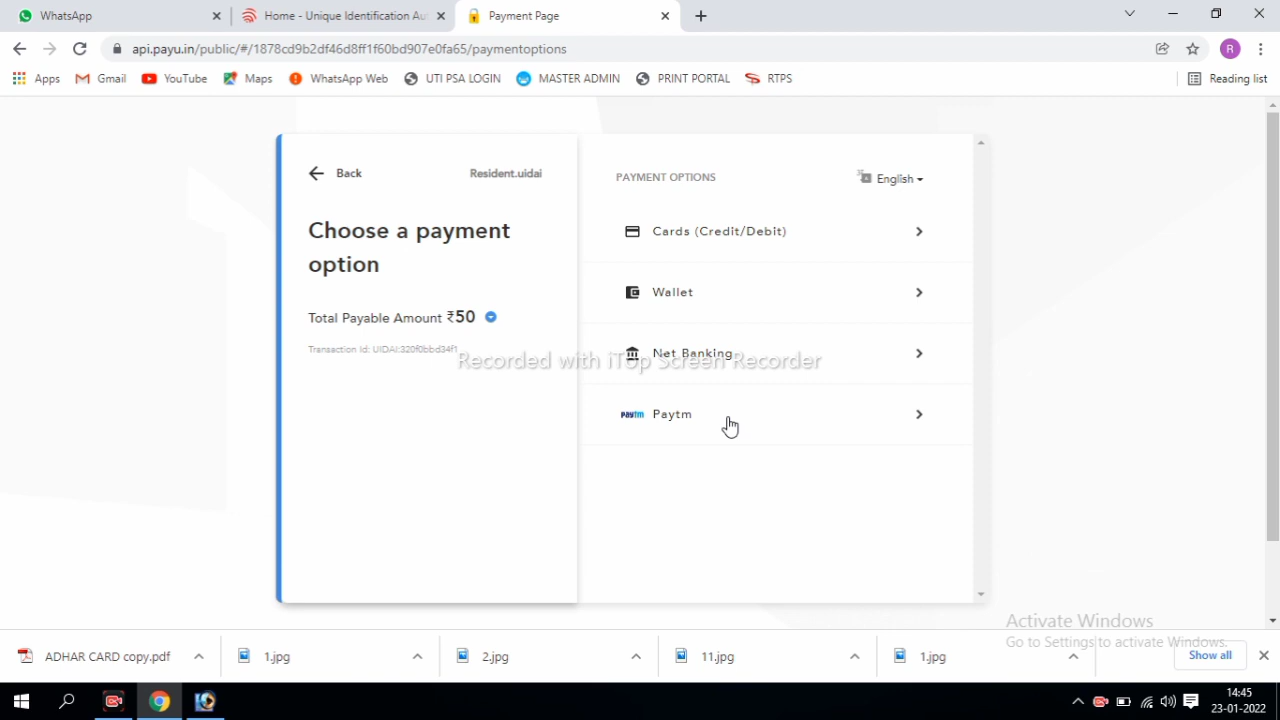 WhatsApp
Home - Unique Identification Au
Payment Page
api.payu.in/public/#/1878cd9b2df46d8ff1f60bd907e0fa65/paymentoptions
R
Apps
Gmail
YouTube
Maps
WhatsApp Web
UTI PSA LOGIN
MASTER ADMIN
PRINT PORTAL
RTPS
Reading list
Back
Resident.uidai
Choose a payment
option
Total Payable Amount ₹50
Transaction Id: UIDAI:320f0bbd34f1
PAYMENT OPTIONS
English
Cards (Credit/Debit)
Wallet
Net Banking
Paytm Paytm
Recorded with iTop Screen Recorder
Activate Windows
Go to Settings to activate Windows.
ADHAR CARD copy.pdf
1.jpg
2.jpg
11.jpg
1.jpg
Show all
14:45
23-01-2022